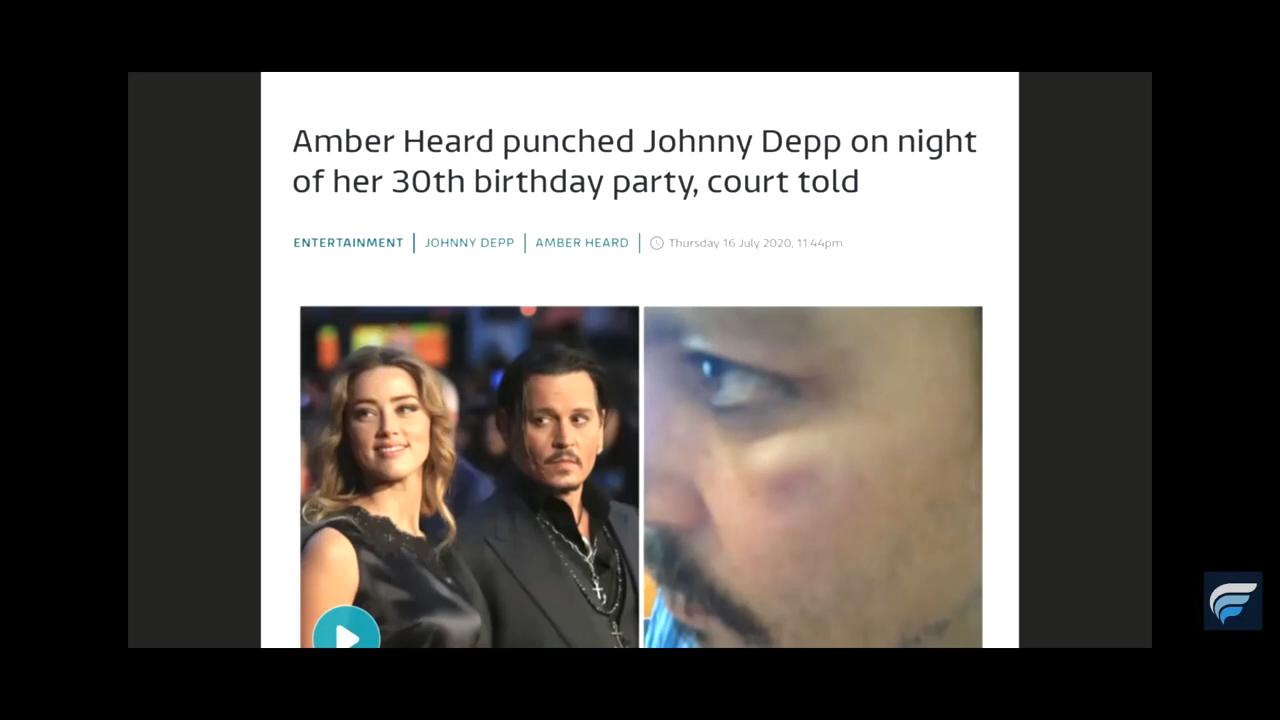 Amber Heard punched Johnny Depp on night
of her 30th birthday party, court told
ENTERTAINMENT | JOHNNY DEPP | AMBER HEARD | Thursday 16 July 2020, 11:44pm